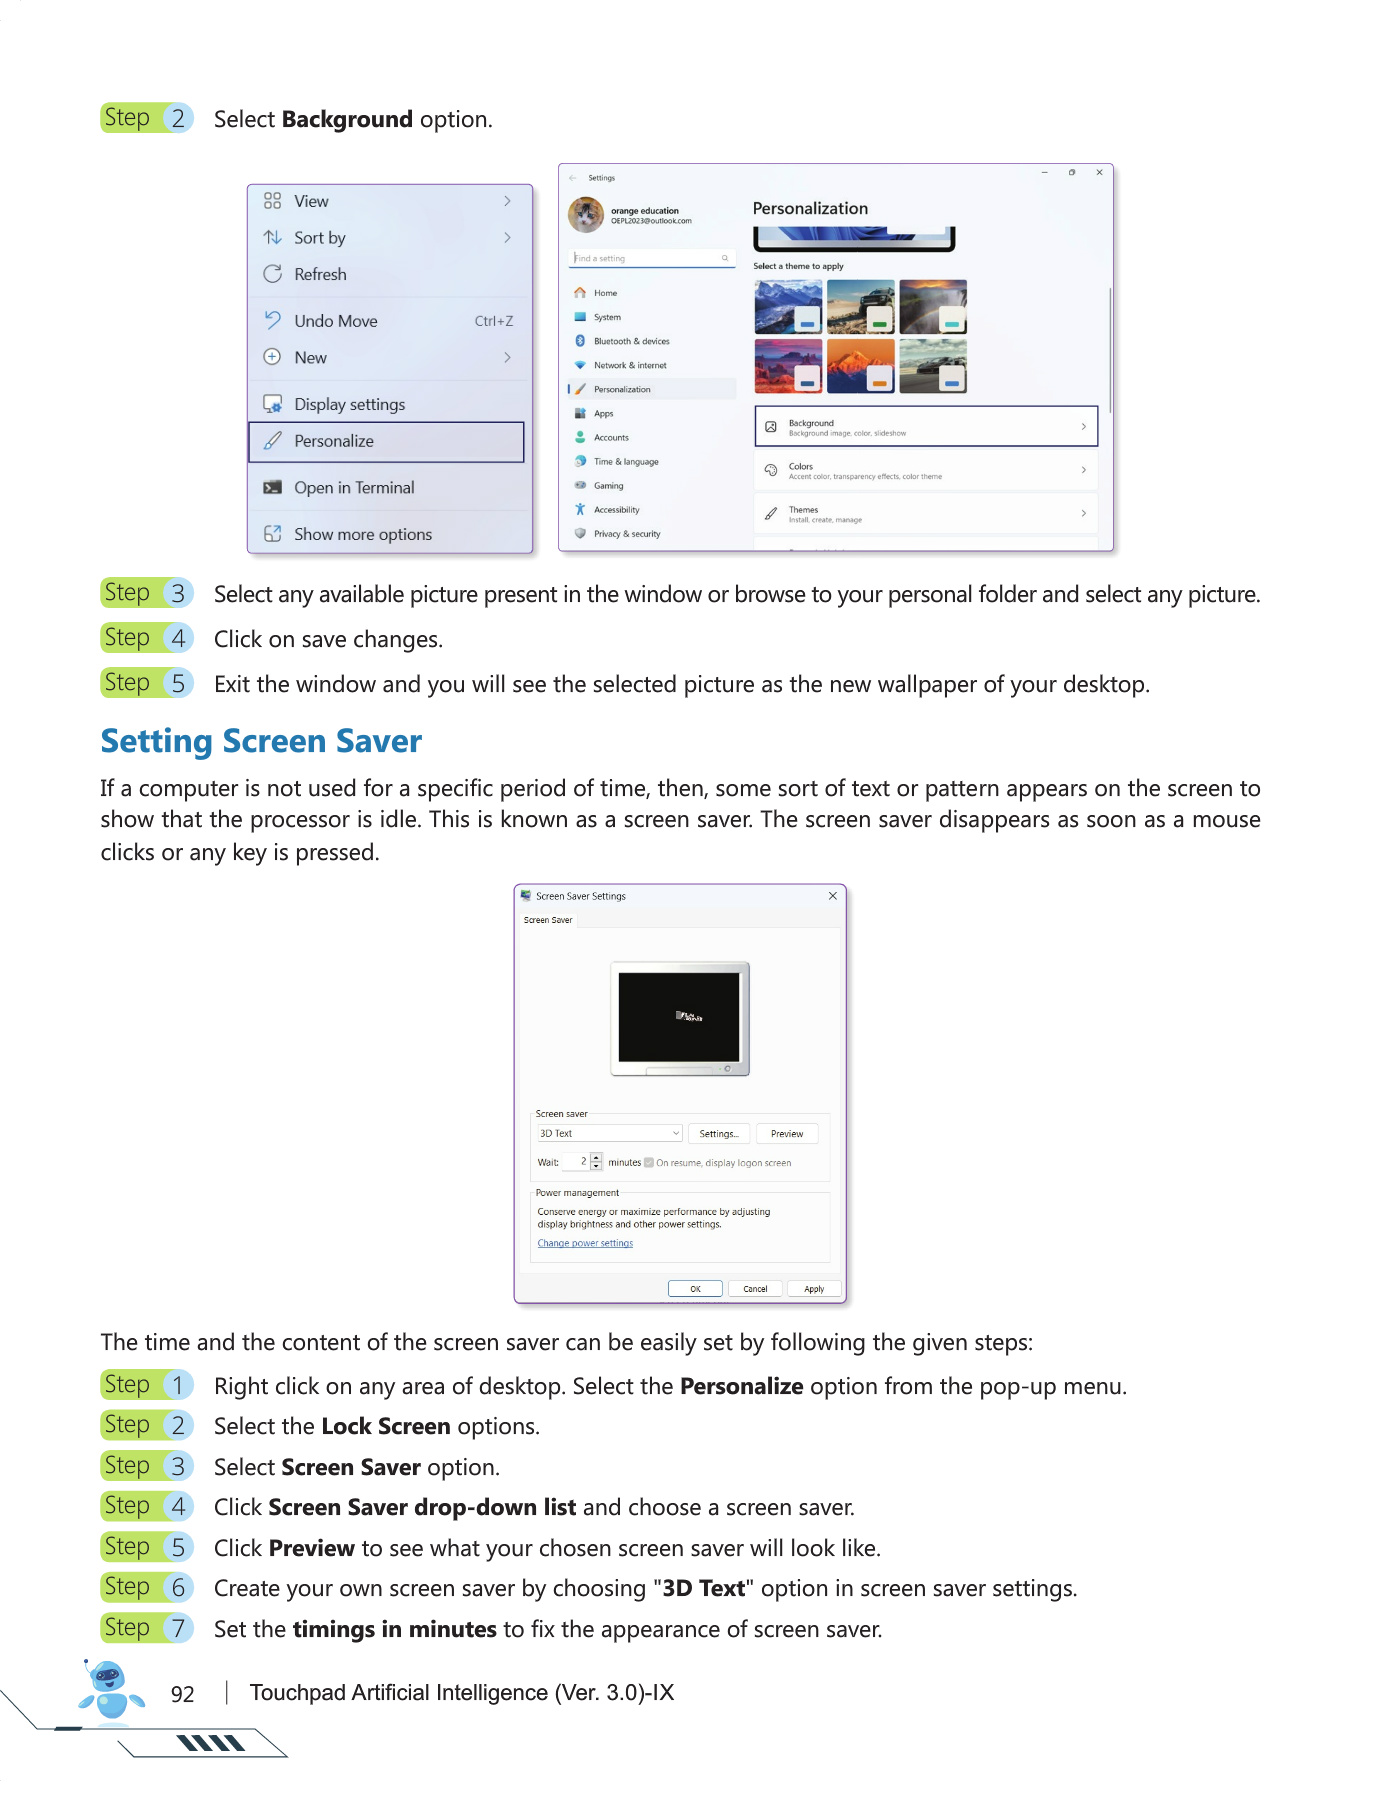 Step 2 Select Background option.
View
Sort by
Refresh
Undo Move Ctrl+Z
New
Display settings
Personalize
Open in Terminal
Show more options
Settings
orange education
OEPL2023@outlook.com
Find a setting
Home
System
Bluetooth & devices
Network & internet
Personalization
Apps
Accounts
Time & language
Gaming
Accessibility
Privacy & security
Personalization
Select a theme to apply
Background
Background image, color, slideshow
Colors
Accent color, transparency effects, color theme
Themes
Install, create, manage
Step 3 Select any available picture present in the window or browse to your personal folder and select any picture.
Step 4 Click on save changes.
Step 5 Exit the window and you will see the selected picture as the new wallpaper of your desktop.
Setting Screen Saver
If a computer is not used for a specific period of time, then, some sort of text or pattern appears on the screen to
show that the processor is idle. This is known as a screen saver. The screen saver disappears as soon as a mouse
clicks or any key is pressed.
Screen Saver Settings
Screen Saver
Screen saver
3D Text Settings... Preview
Wait: 2 minutes On resume, display logon screen
Power management
Conserve energy or maximize performance by adjusting
display brightness and other power settings.
Change power settings
OK Cancel Apply
The time and the content of the screen saver can be easily set by following the given steps:
Step 1 Right click on any area of desktop. Select the Personalize option from the pop-up menu.
Step 2 Select the Lock Screen options.
Step 3 Select Screen Saver option.
Step 4 Click Screen Saver drop-down list and choose a screen saver.
Step 5 Click Preview to see what your chosen screen saver will look like.
Step 6 Create your own screen saver by choosing "3D Text" option in screen saver settings.
Step 7 Set the timings in minutes to fix the appearance of screen saver.
92 Touchpad Artificial Intelligence (Ver. 3.0)-IX